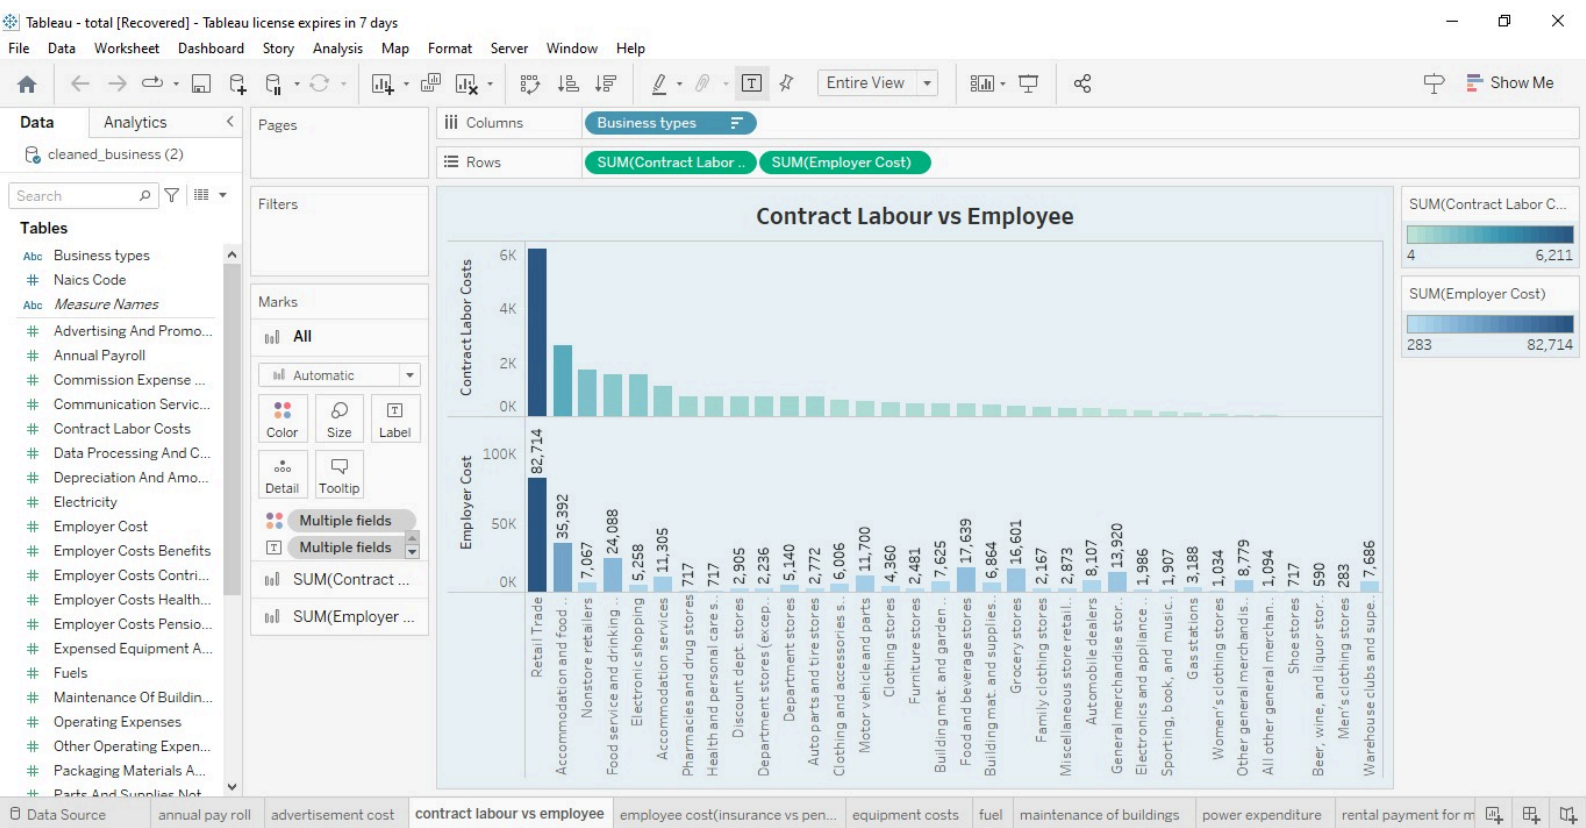 Tableau - total [Recovered] - Tableau license expires in 7 days
File Data Worksheet Dashboard Story Analysis Map Format Server Window Help
Entire View
Show Me
Data Analytics
cleaned_business (2)
Search
Tables
Abc Business types
# Naics Code
Abc Measure Names
# Advertising And Promo...
# Annual Payroll
# Commission Expense ...
# Communication Servic...
# Contract Labor Costs
# Data Processing And C...
# Depreciation And Amo...
# Electricity
# Employer Cost
# Employer Costs Benefits
# Employer Costs Contri...
# Employer Costs Health...
# Employer Costs Pensio...
# Expensed Equipment A...
# Fuels
# Maintenance Of Buildin...
# Operating Expenses
# Other Operating Expen...
# Packaging Materials A...
# Parts And Supplies Not
Pages
Filters
Marks
All
Automatic
Color Size Label
Detail Tooltip
Multiple fields
Multiple fields
SUM(Contract ...
SUM(Employer ...
Columns Business types
Rows SUM(Contract Labor .. SUM(Employer Cost)
Contract Labour vs Employee
Contract Labor Costs
6K
4K
2K
0K
Employer Cost
100K
50K
0K
82,714
35,392
7,067
24,088
5,258
11,305
717
717
2,905
2,236
5,140
2,772
6,006
11,700
4,360
2,481
7,625
17,639
6,864
16,601
2,167
2,873
8,107
13,920
1,986
1,907
3,188
1,034
8,779
1,094
717
590
283
7,686
Retail Trade
Accommodation and food ..
Nonstore retailers
Food service and drinking ..
Electronic shopping
Accommodation services
Pharmacies and drug stores
Health and personal care s..
Discount dept. stores
Department stores (excep..
Department stores
Auto parts and tire stores
Clothing and accessories s..
Motor vehicle and parts
Clothing stores
Furniture stores
Building mat. and garden ..
Food and beverage stores
Building mat. and supplies..
Grocery stores
Family clothing stores
Miscellaneous store retail..
Automobile dealers
General merchandise stor..
Electronics and appliance..
Sporting, book, and music..
Gas stations
Women's clothing stores
Other general merchandis..
All other general merchan..
Shoe stores
Beer, wine, and liquor stor..
Men's clothing stores
Warehouse clubs and supe..
SUM(Contract Labor C...
4 6,211
SUM(Employer Cost)
283 82,714
Data Source annual pay roll advertisement cost contract labour vs employee employee cost(insurance vs pen... equipment costs fuel maintenance of buildings power expenditure rental payment for m